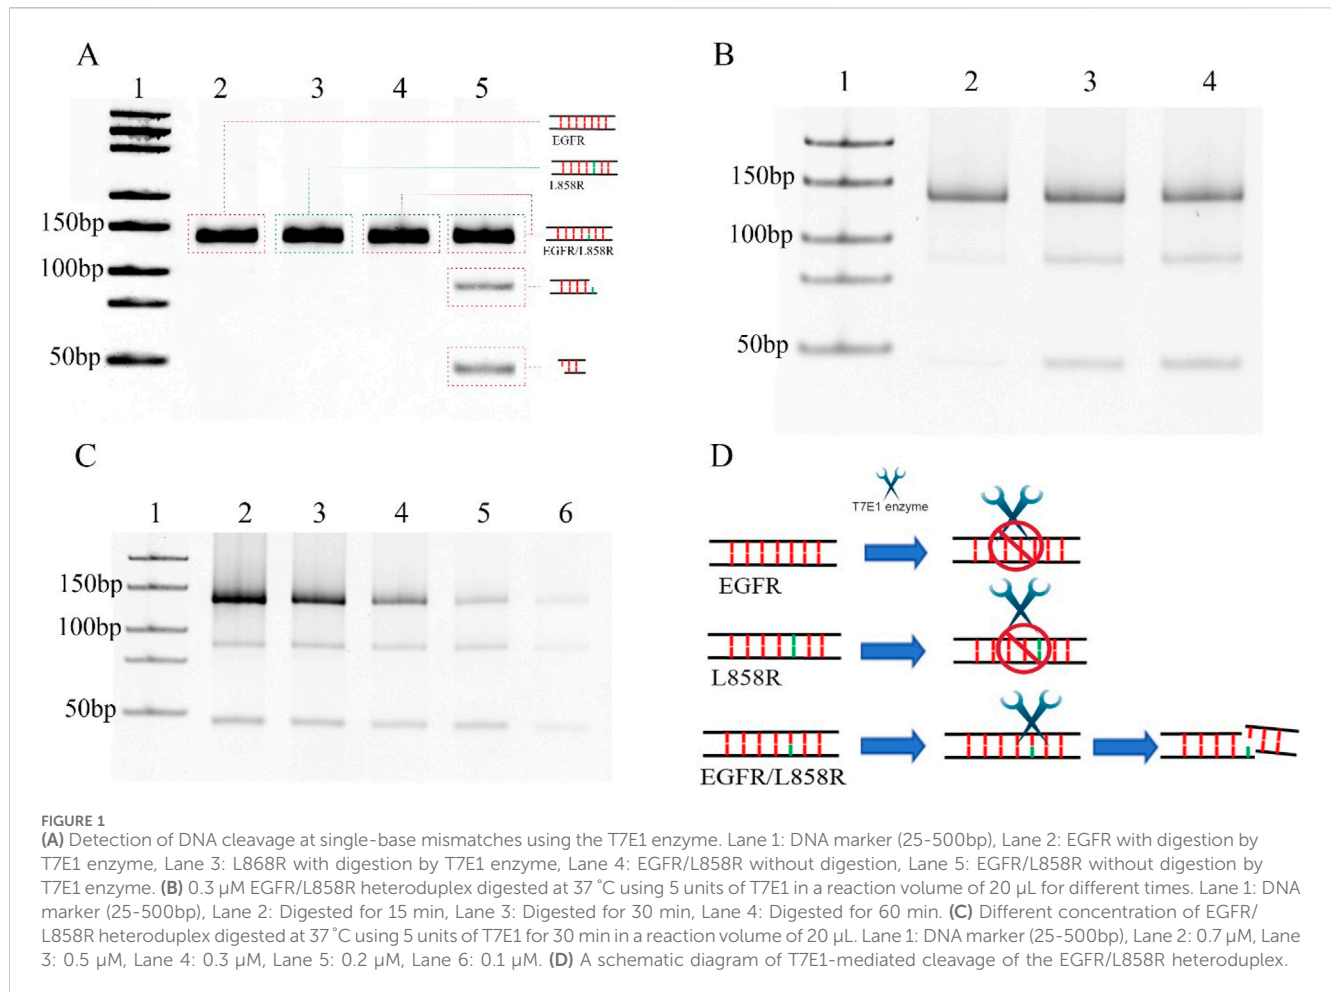 A
1 2 3 4 5
EGFR
L858R
150bp
EGFR/L858R
100bp
50bp
B
1 2 3 4
150bp
100bp
50bp
C
1 2 3 4 5 6
150bp
100bp
50bp
D
T7E1 enzyme
EGFR
L858R
EGFR/L858R
FIGURE 1
(A) Detection of DNA cleavage at single-base mismatches using the T7E1 enzyme. Lane 1: DNA marker (25-500bp), Lane 2: EGFR with digestion by
T7E1 enzyme, Lane 3: L868R with digestion by T7E1 enzyme, Lane 4: EGFR/L858R without digestion, Lane 5: EGFR/L858R without digestion by
T7E1 enzyme. (B) 0.3 µM EGFR/L858R heteroduplex digested at 37 °C using 5 units of T7E1 in a reaction volume of 20 µL for different times. Lane 1: DNA
marker (25-500bp), Lane 2: Digested for 15 min, Lane 3: Digested for 30 min, Lane 4: Digested for 60 min. (C) Different concentration of EGFR/
L858R heteroduplex digested at 37 °C using 5 units of T7E1 for 30 min in a reaction volume of 20 µL. Lane 1: DNA marker (25-500bp), Lane 2: 0.7 µM, Lane
3: 0.5 µM, Lane 4: 0.3 µM, Lane 5: 0.2 µM, Lane 6: 0.1 µM. (D) A schematic diagram of T7E1-mediated cleavage of the EGFR/L858R heteroduplex.